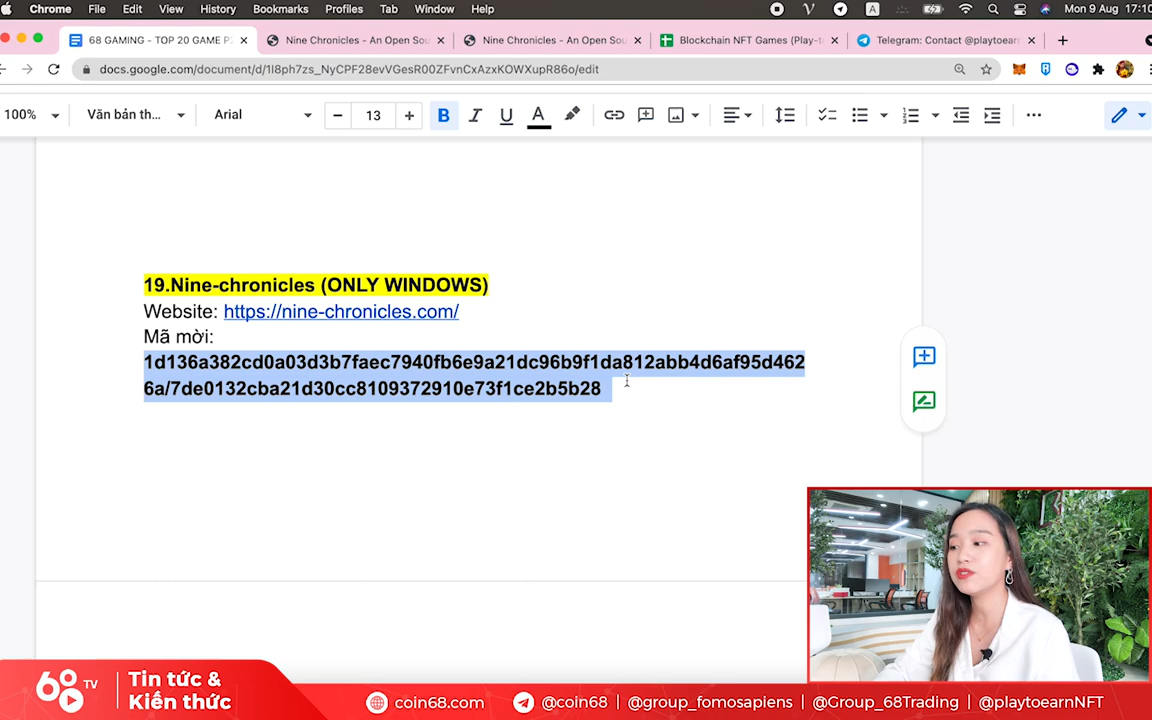 Chrome File Edit View History Bookmarks Profiles Tab Window Help A Mon 9 Aug 17:10
68 GAMING - TOP 20 GAME P2 Nine Chronicles - An Open Sou Nine Chronicles - An Open Sou Blockchain NFT Games (Play-t Telegram: Contact @playtoearn
docs.google.com/document/d/1I8ph7zs_NyCPF28evVGesR00ZFvnCxAzxKOWXupR86o/edit
100% Văn bản th... Arial 13 B I U A
19.Nine-chronicles (ONLY WINDOWS)
Website: https://nine-chronicles.com/
Mã mời:
1d136a382cd0a03d3b7faec7940fb6e9a21dc96b9f1da812abb4d6af95d462
6a/7de0132cba21d30cc8109372910e73f1ce2b5b28
68 TV
Tin tức &
Kiến thức
coin68.com @coin68 | @group_fomosapiens | @Group_68Trading | @playtoearnNFT